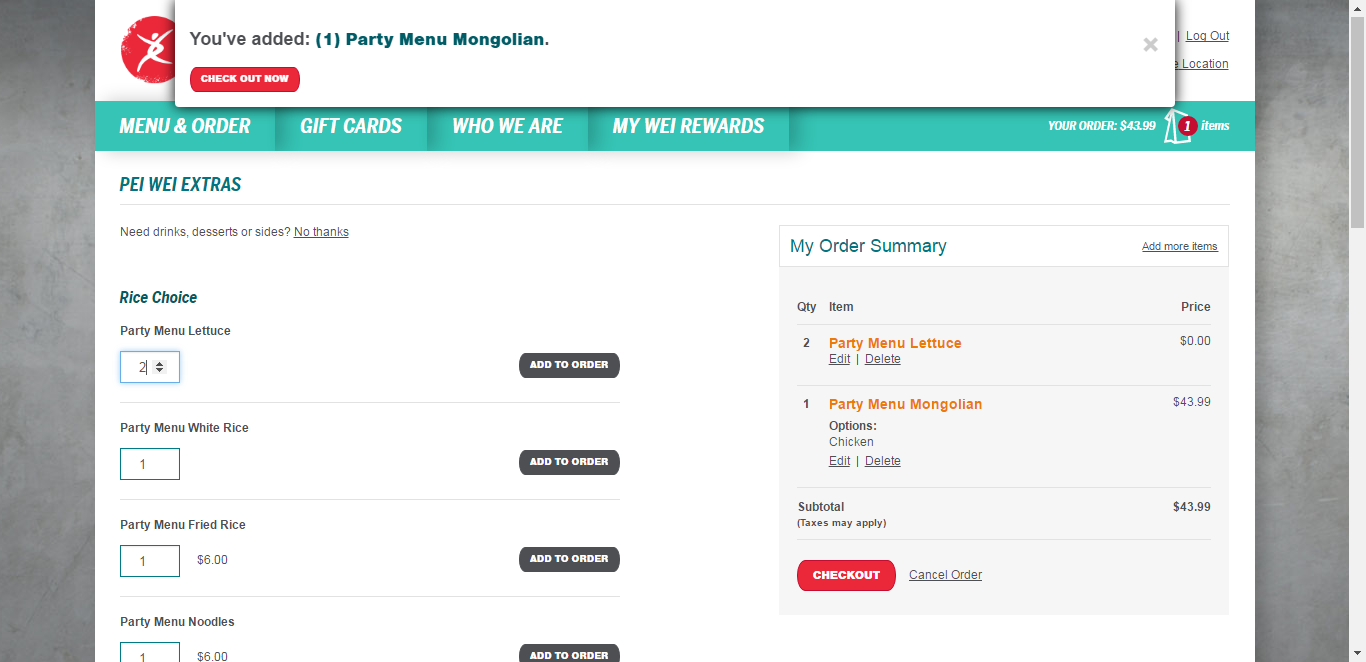 You've added: (1) Party Menu Mongolian.
CHECK OUT NOW
| Log Out
Location
MENU & ORDER
GIFT CARDS
WHO WE ARE
MY WEI REWARDS
YOUR ORDER: $43.99 1 items
PEI WEI EXTRAS
Need drinks, desserts or sides? No thanks
Rice Choice
Party Menu Lettuce
2 ADD TO ORDER
Party Menu White Rice
1 ADD TO ORDER
Party Menu Fried Rice
1 $6.00 ADD TO ORDER
Party Menu Noodles
1 $6.00 ADD TO ORDER
My Order Summary Add more items
Qty Item Price
2 Party Menu Lettuce $0.00
Edit | Delete
1 Party Menu Mongolian $43.99
Options:
Chicken
Edit | Delete
Subtotal $43.99
(Taxes may apply)
CHECKOUT Cancel Order